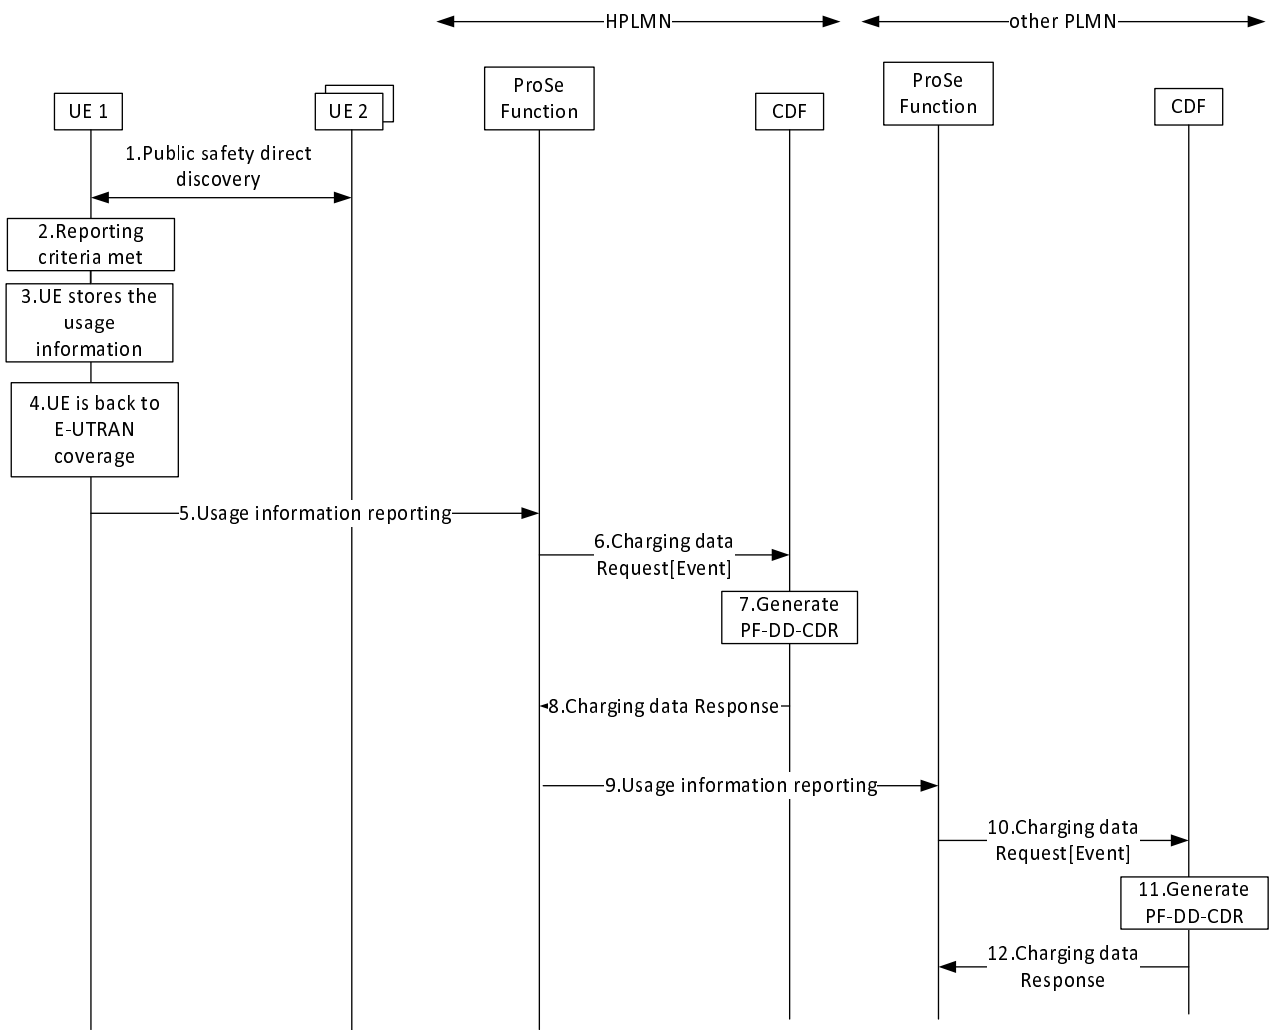 HPLMN
other PLMN
UE 1
UE 2
ProSe
Function
CDF
ProSe
Function
CDF
1.Public safety direct
discovery
2.Reporting
criteria met
3.UE stores the
usage
information
4.UE is back to
E-UTRAN
coverage
5.Usage information reporting
6.Charging data
Request[Event]
7.Generate
PF-DD-CDR
8.Charging data Response
9.Usage information reporting
10.Charging data
Request[Event]
11.Generate
PF-DD-CDR
12.Charging data
Response